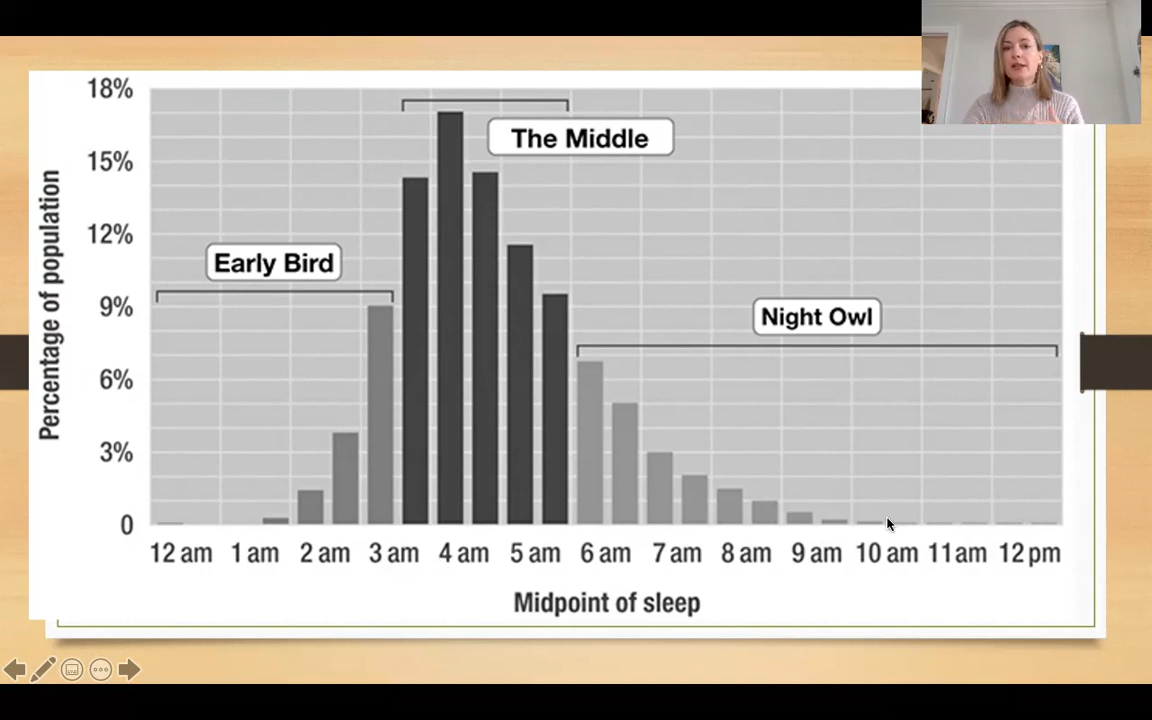 18%
The Middle
15%
12%
Early Bird
9%
Night Owl
6%
3%
0
Percentage of population
12 am 1 am 2 am 3 am 4 am 5 am 6 am 7 am 8 am 9 am 10 am 11 am 12 pm
Midpoint of sleep